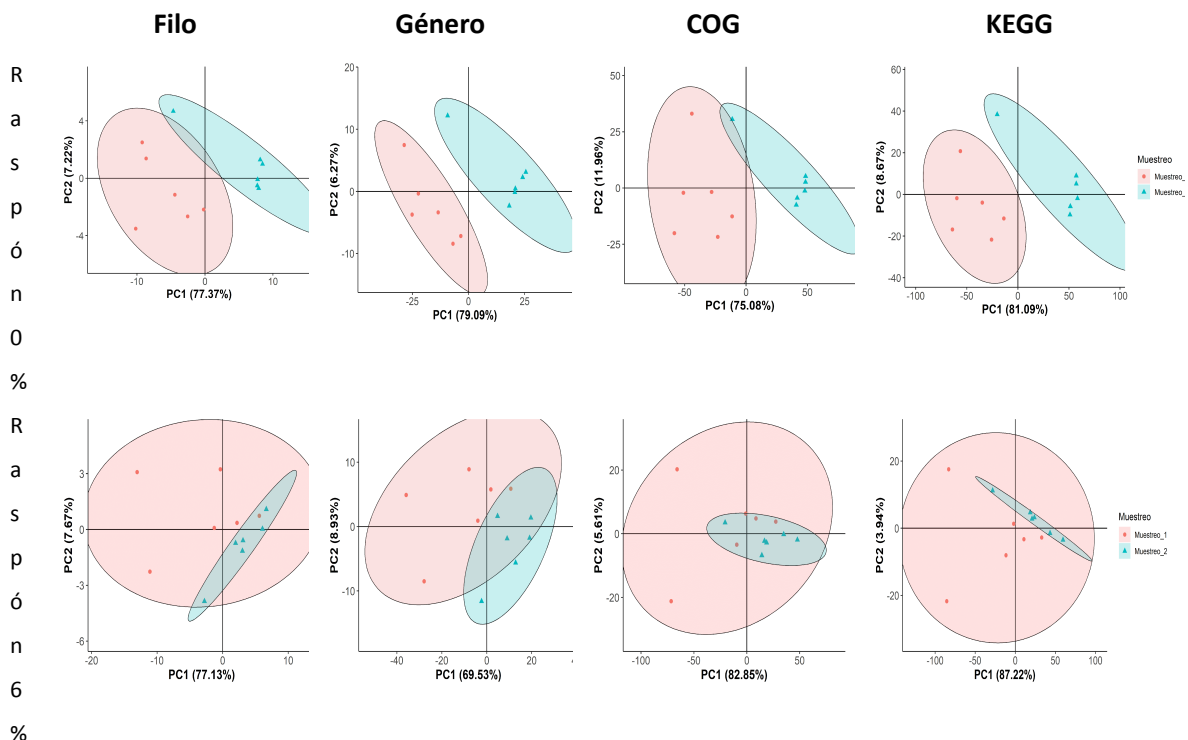 Filo Género COG KEGG
R
a
s
p
ó
n
0
%
4
0
-4
-10 0 10
PC2 (7.22%)
PC1 (77.37%)
20
10
0
-10
-25 0 25
PC2 (6.27%)
PC1 (79.09%)
50
25
0
-25
-50 0 50
PC2 (11.96%)
PC1 (75.08%)
60
40
20
0
-20
-40
-100 -50 0 50 100
PC2 (8.67%)
PC1 (81.09%)
Muestreo
Muestreo_
Muestreo_
R
a
s
p
ó
n
6
%
3
0
-3
-6
-20 -10 0 10
PC2 (7.67%)
PC1 (77.13%)
10
0
-10
-40 -20 0 20
PC2 (8.93%)
PC1 (69.53%)
20
0
-20
-100 -50 0 50
PC2 (5.61%)
PC1 (82.85%)
20
0
-20
-100 -50 0 50 100
PC2 (3.94%)
PC1 (87.22%)
Muestreo
Muestreo_1
Muestreo_2